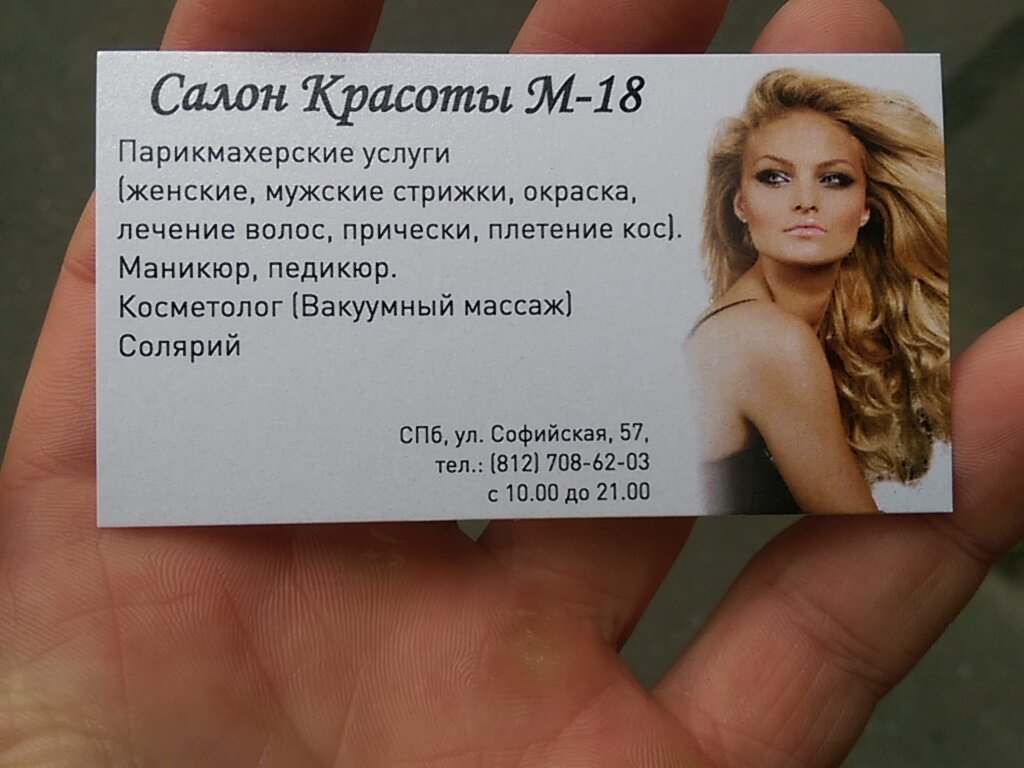 Салон Красоты М-18
Парикмахерские услуги
(женские, мужские стрижки, окраска,
лечение волос, прически, плетение кос).
Маникюр, педикюр.
Косметолог (Вакуумный массаж)
Солярий
СПб, ул. Софийская, 57,
тел.: (812) 708-62-03
с 10.00 до 21.00